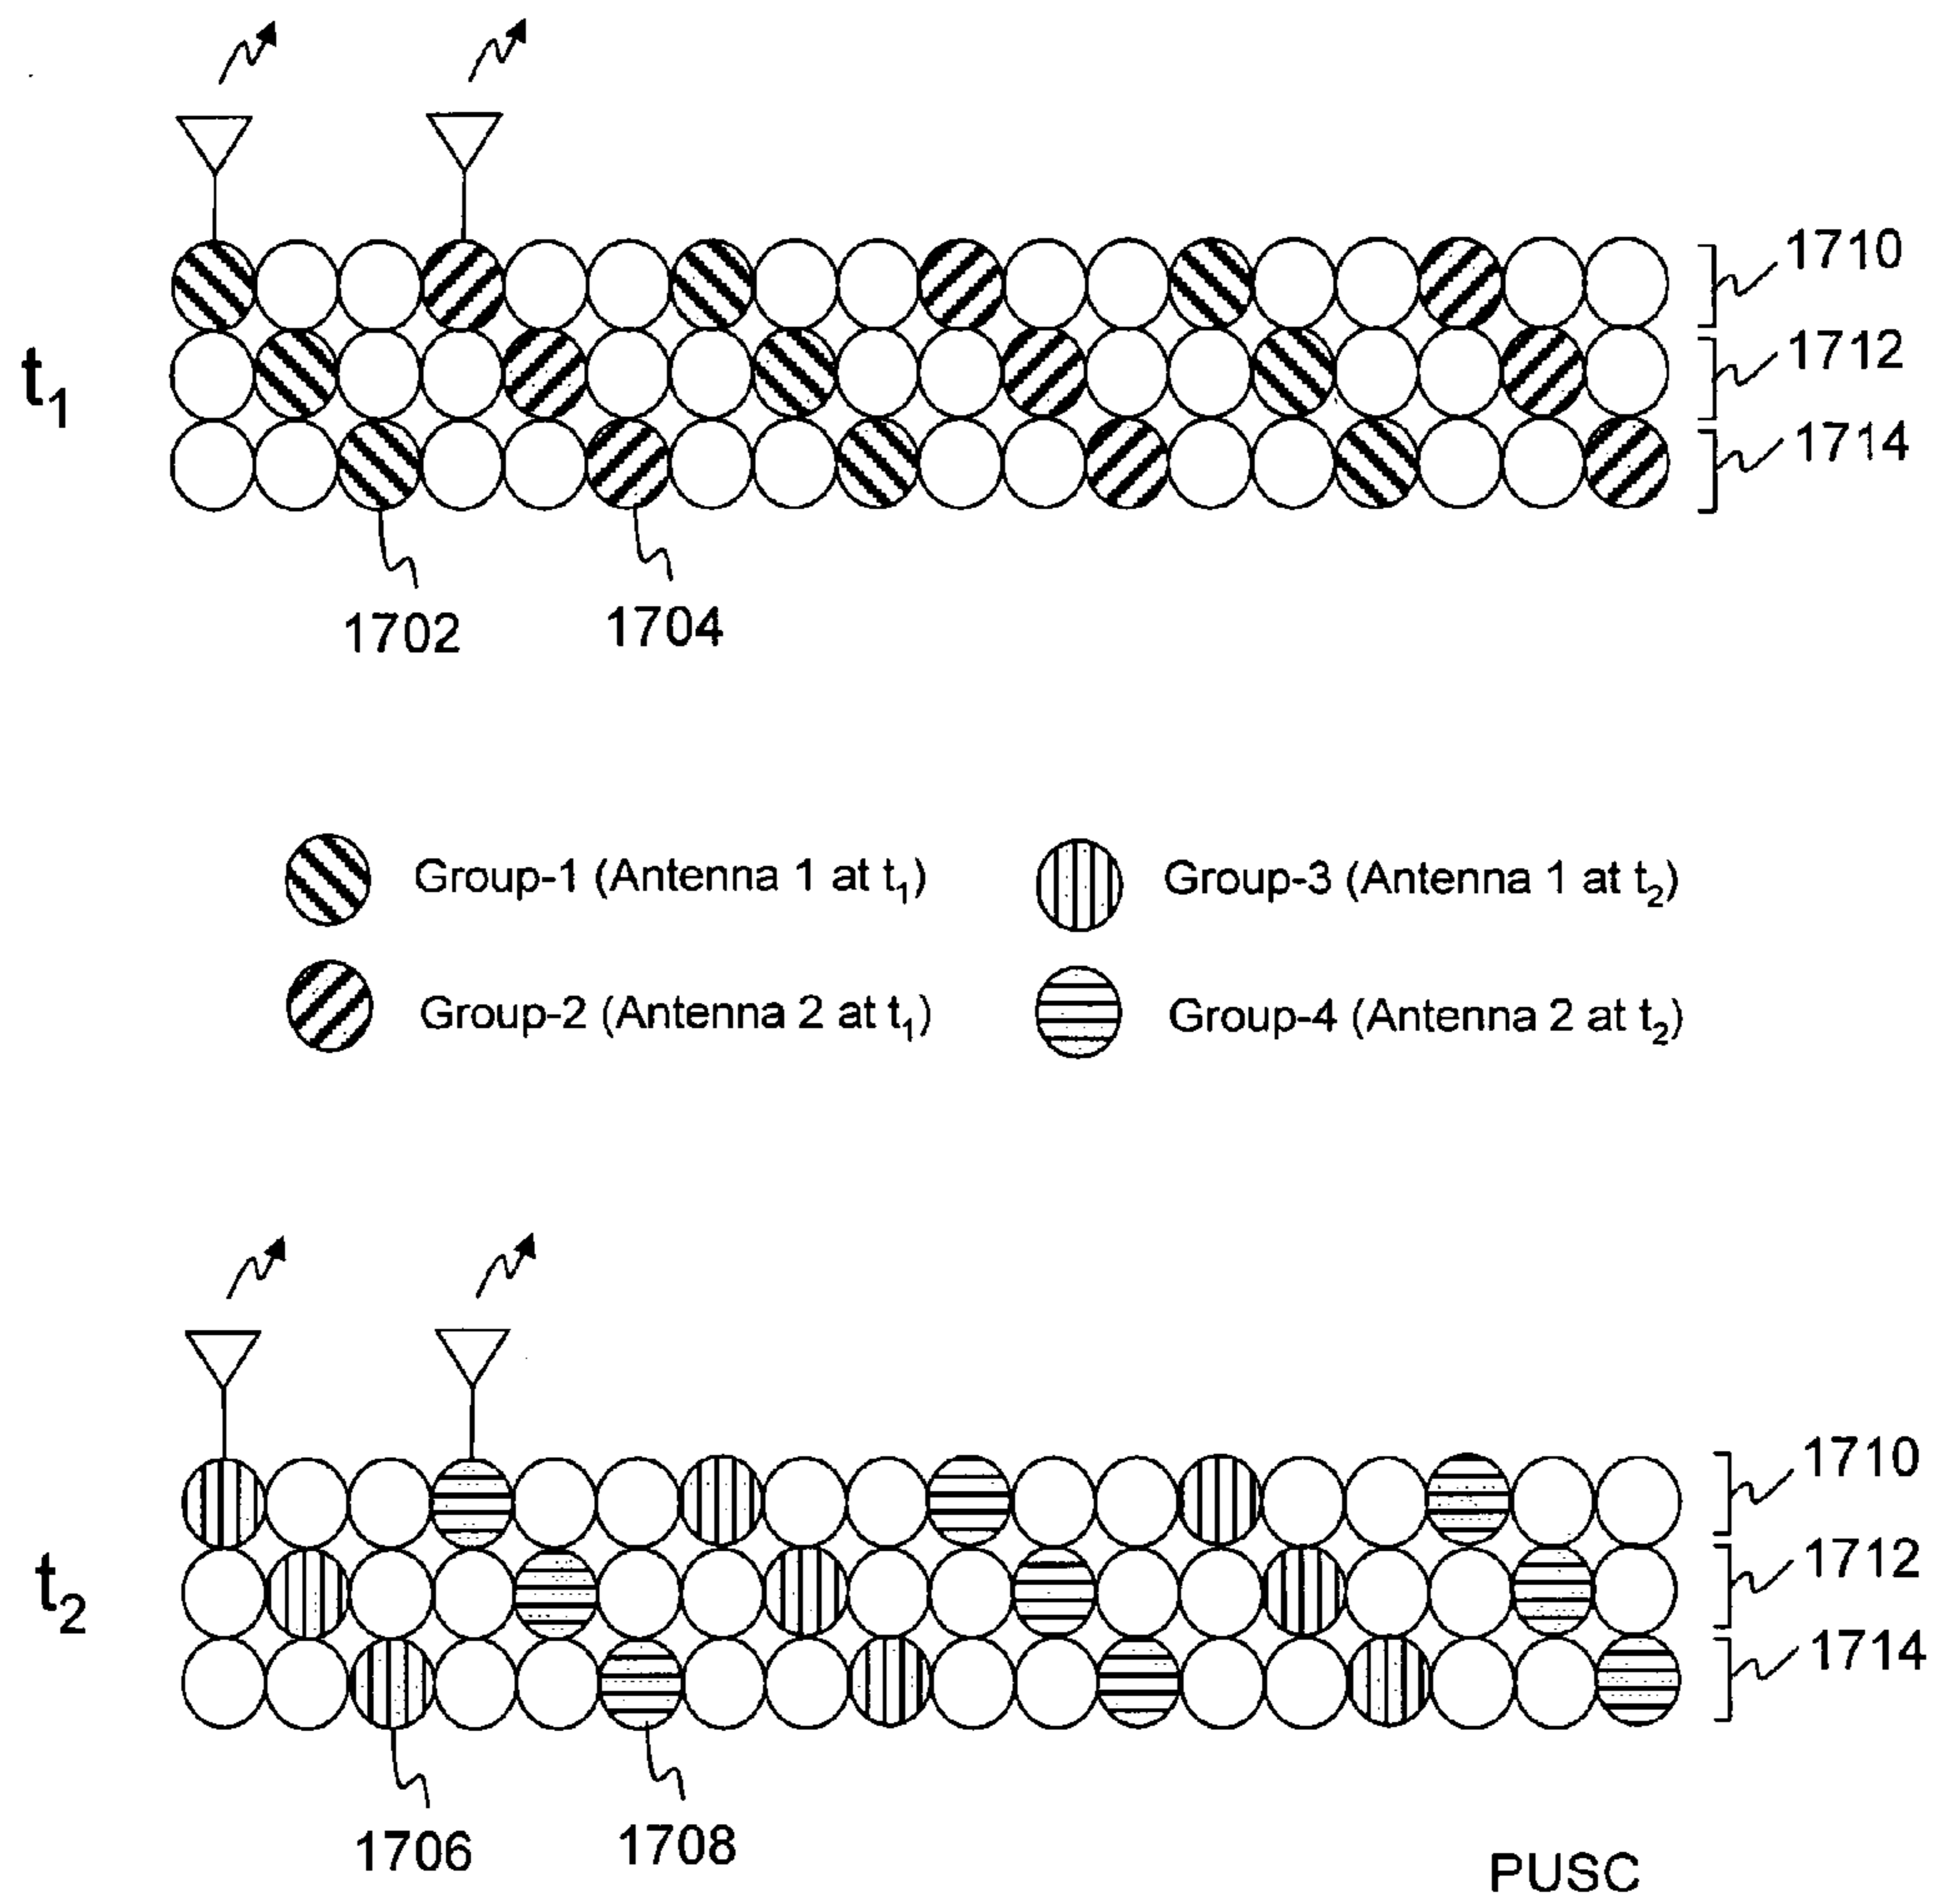 1710
1712
t1
1714
1702
1704
Group-1 (Antenna 1 at t1)
Group-3 (Antenna 1 at t2)
Group-2 (Antenna 2 at t1)
Group-4 (Antenna 2 at t2)
1710
1712
t2
1714
1706
1708
PUSC